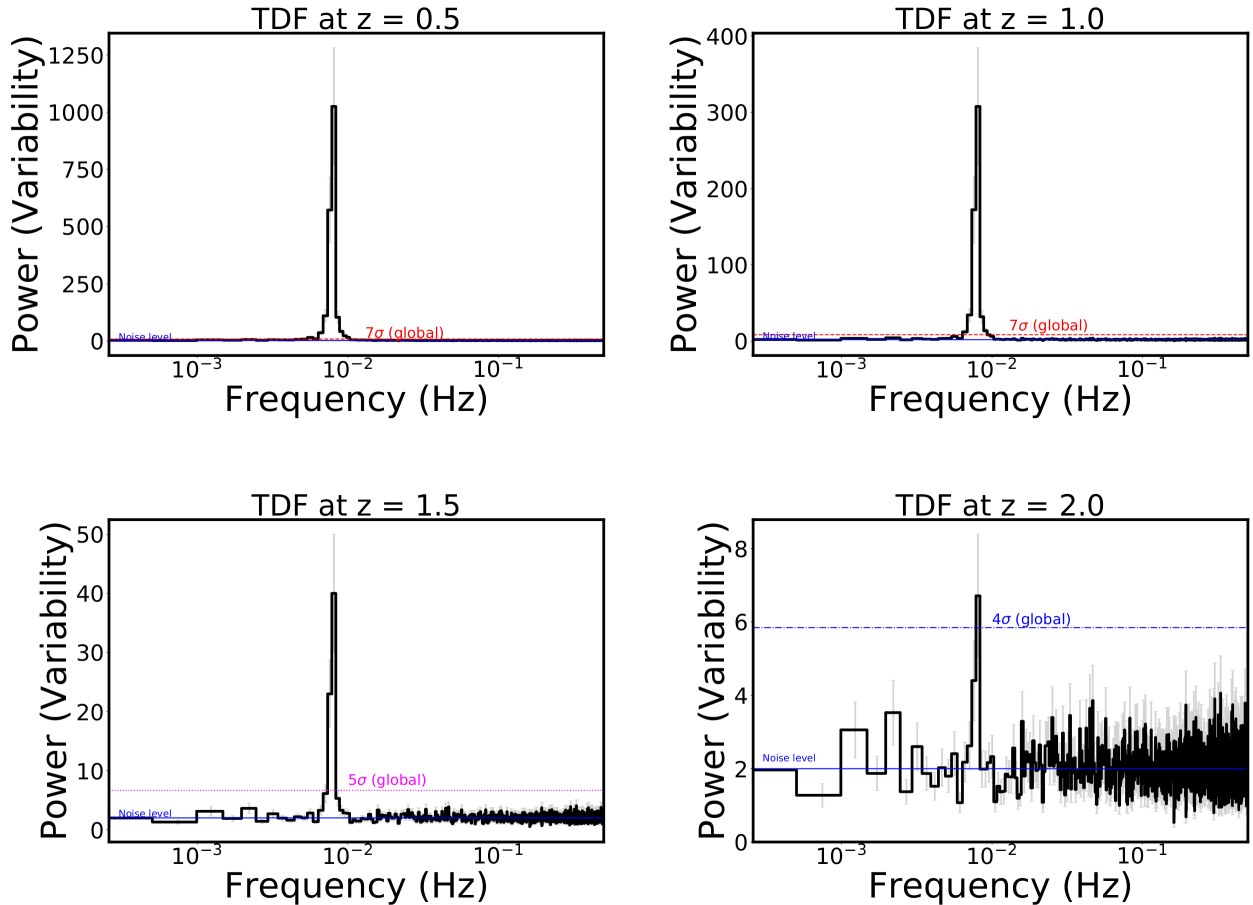 TDF at z = 0.5
Power (Variability)
1250
1000
750
500
250
0
Noise level
7σ (global)
10⁻³
10⁻²
10⁻¹
Frequency (Hz)
TDF at z = 1.0
Power (Variability)
400
300
200
100
0
Noise level
7σ (global)
10⁻³
10⁻²
10⁻¹
Frequency (Hz)
TDF at z = 1.5
Power (Variability)
50
40
30
20
10
0
5σ (global)
Noise level
10⁻³
10⁻²
10⁻¹
Frequency (Hz)
TDF at z = 2.0
Power (Variability)
8
6
4
2
0
4σ (global)
Noise level
10⁻³
10⁻²
10⁻¹
Frequency (Hz)